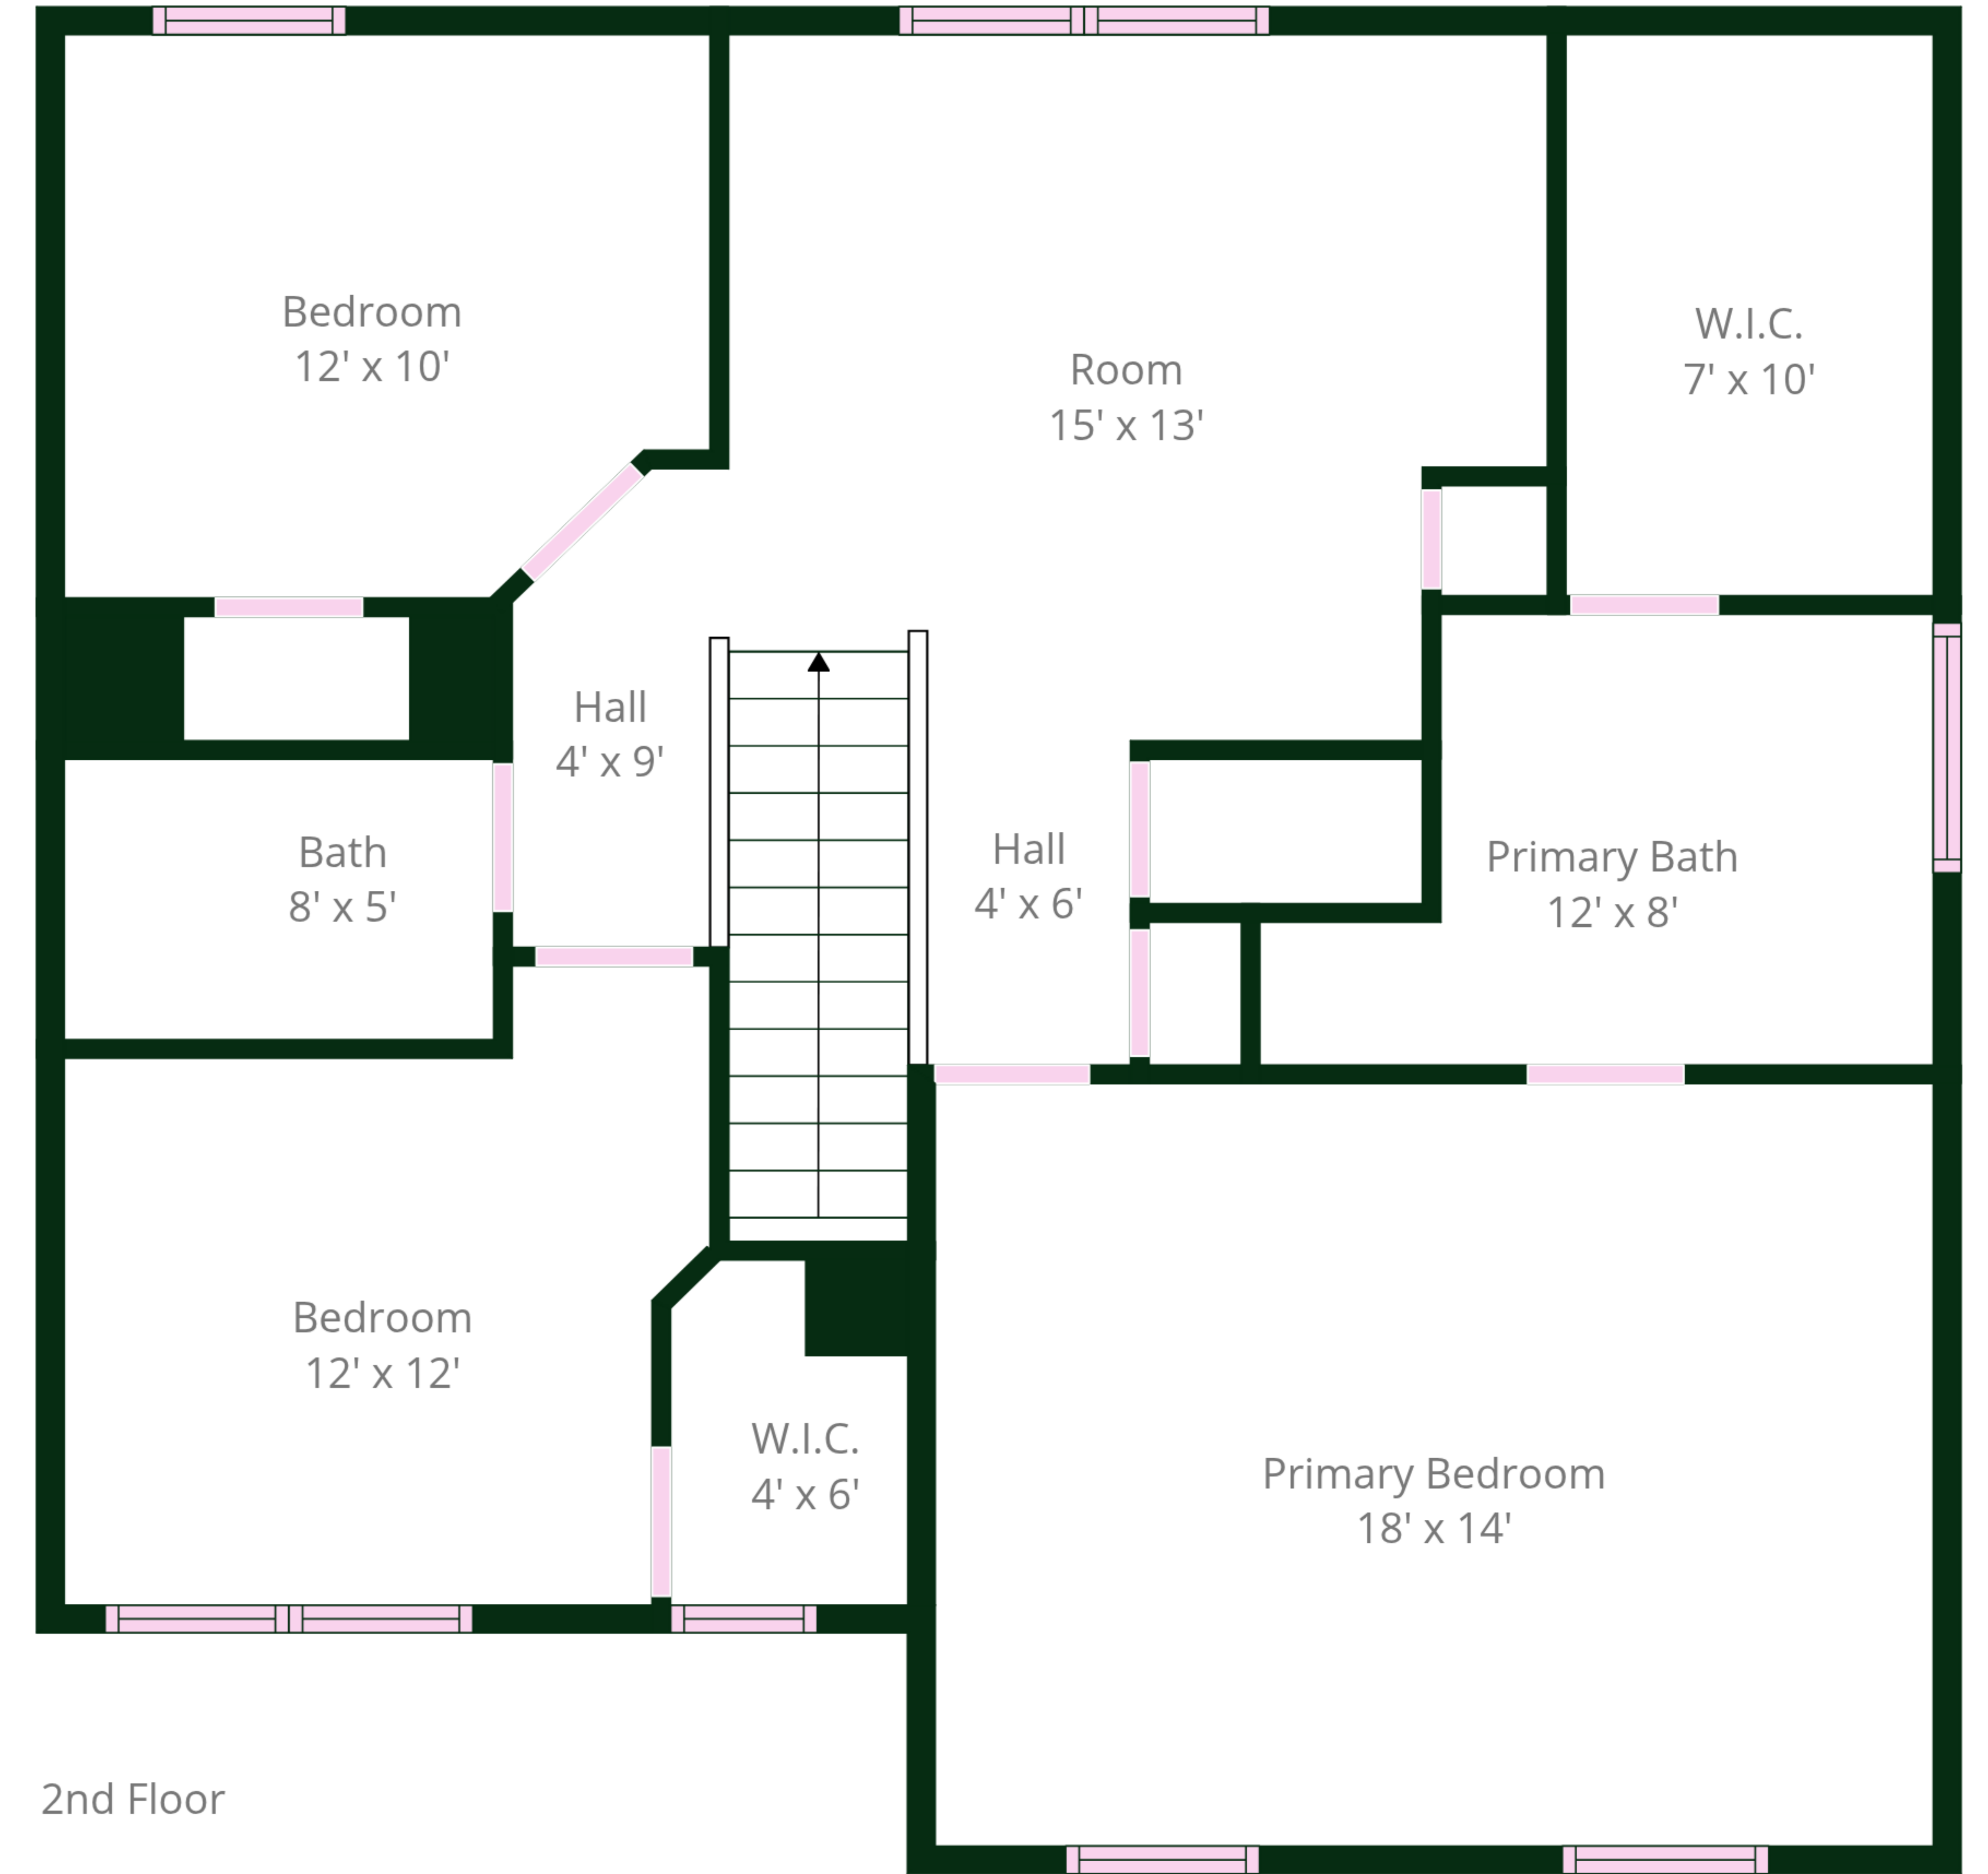 Bedroom
12' x 10'
Room
15' x 13'
W.I.C.
7' x 10'
Hall
4' x 9'
Bath
8' x 5'
Hall
4' x 6'
Primary Bath
12' x 8'
Bedroom
12' x 12'
W.I.C.
4' x 6'
Primary Bedroom
18' x 14'
2nd Floor